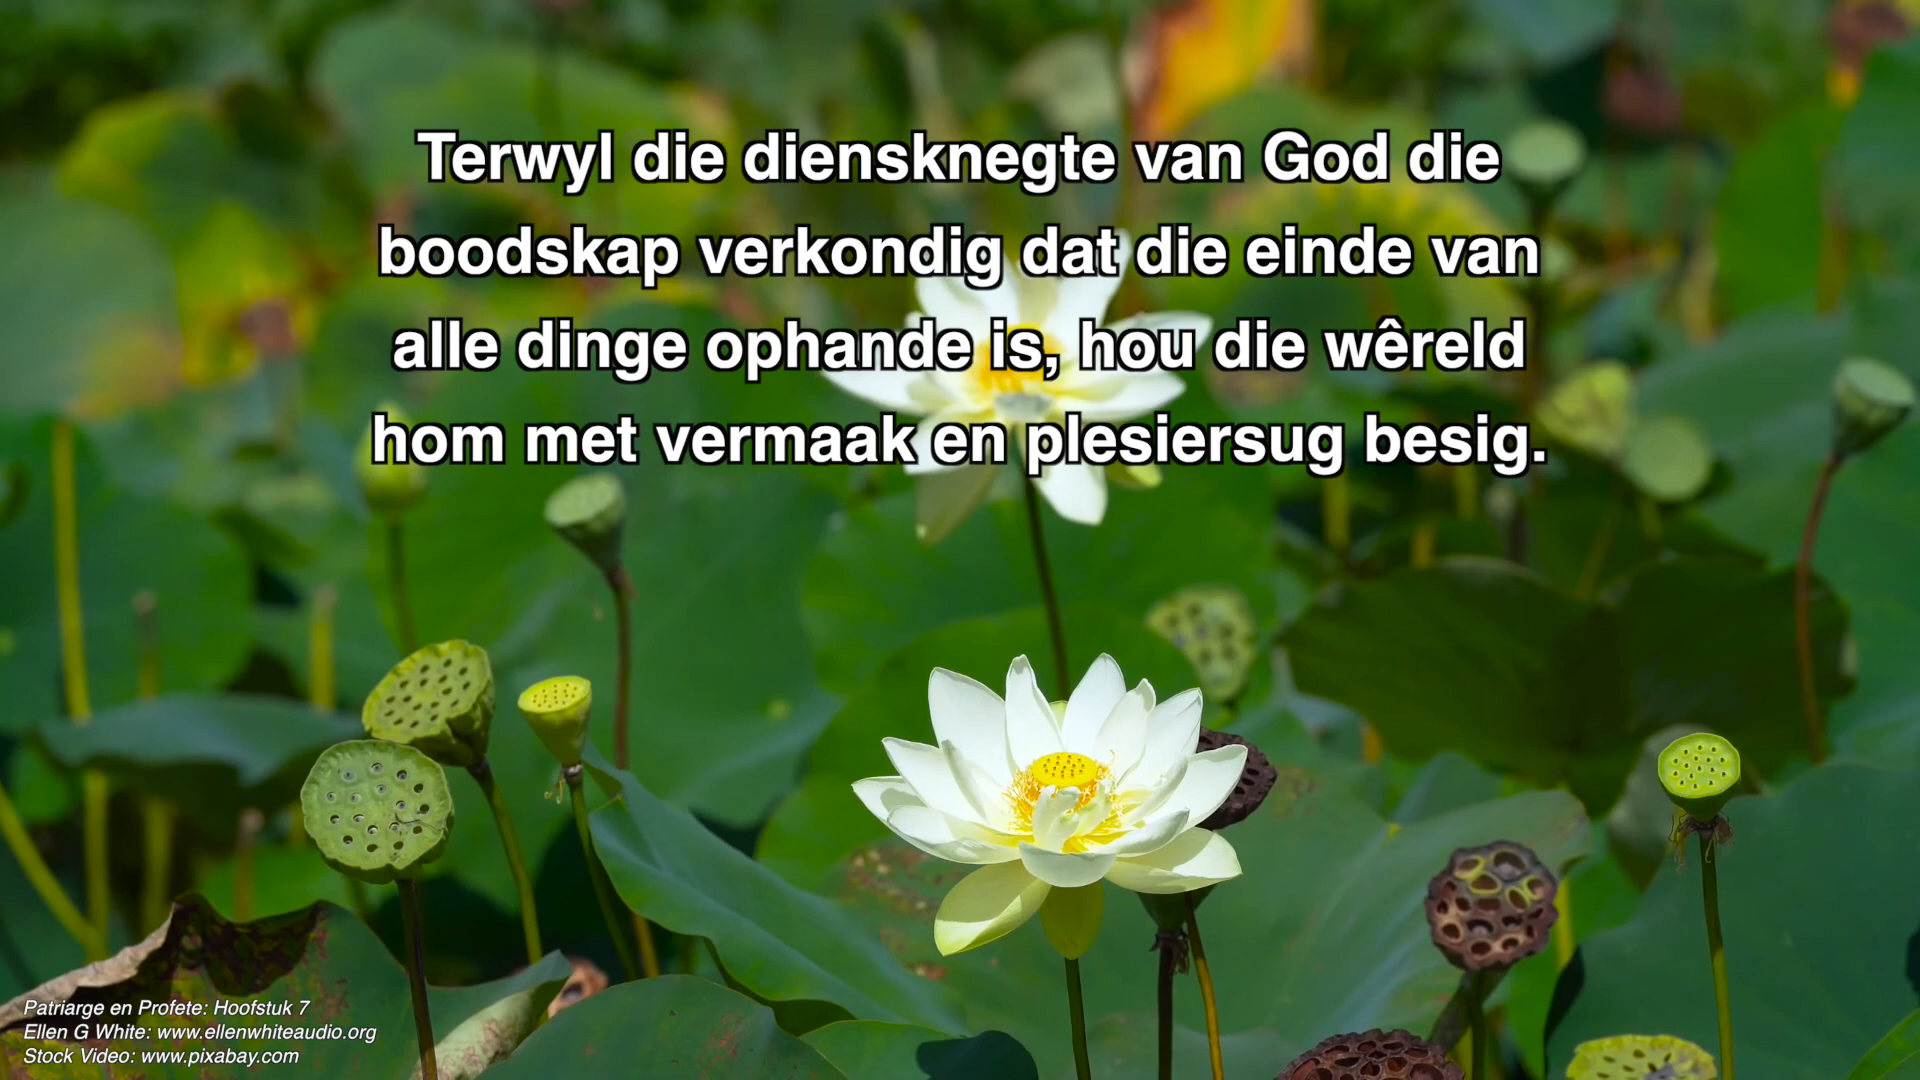 Terwyl die diensknegte van God die
boodskap verkondig dat die einde van
alle dinge ophande is, hou die wêreld
hom met vermaak en plesiersug besig.
Patriarge en Profete: Hoofstuk 7
Ellen G White: www.ellenwhiteaudio.org
Stock Video: www.pixabay.com